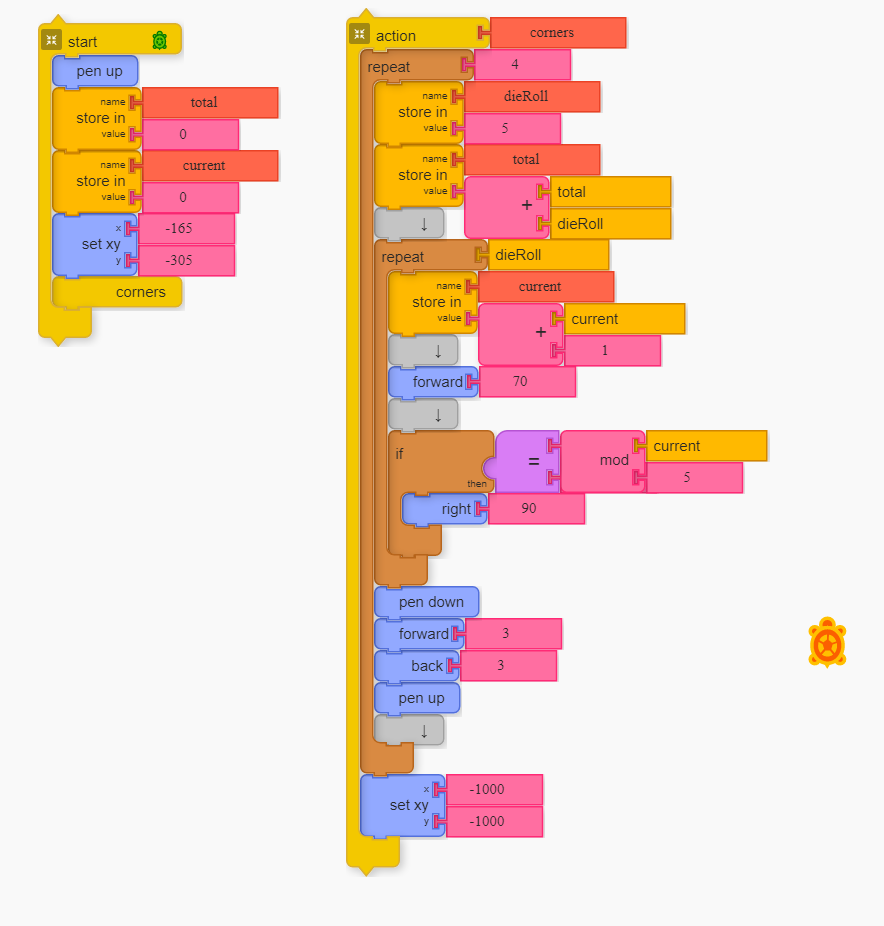 start
pen up
name total
store in
value 0
name current
store in
value 0
x -165
set xy
y -305
corners
action corners
repeat 4
name dieRoll
store in
value 5
name total
store in
value + total
dieRoll
↓
repeat dieRoll
name current
store in
value + current
1
↓
forward 70
↓
if = mod current
5
then
right 90
pen down
forward 3
back 3
pen up
↓
x -1000
set xy
y -1000